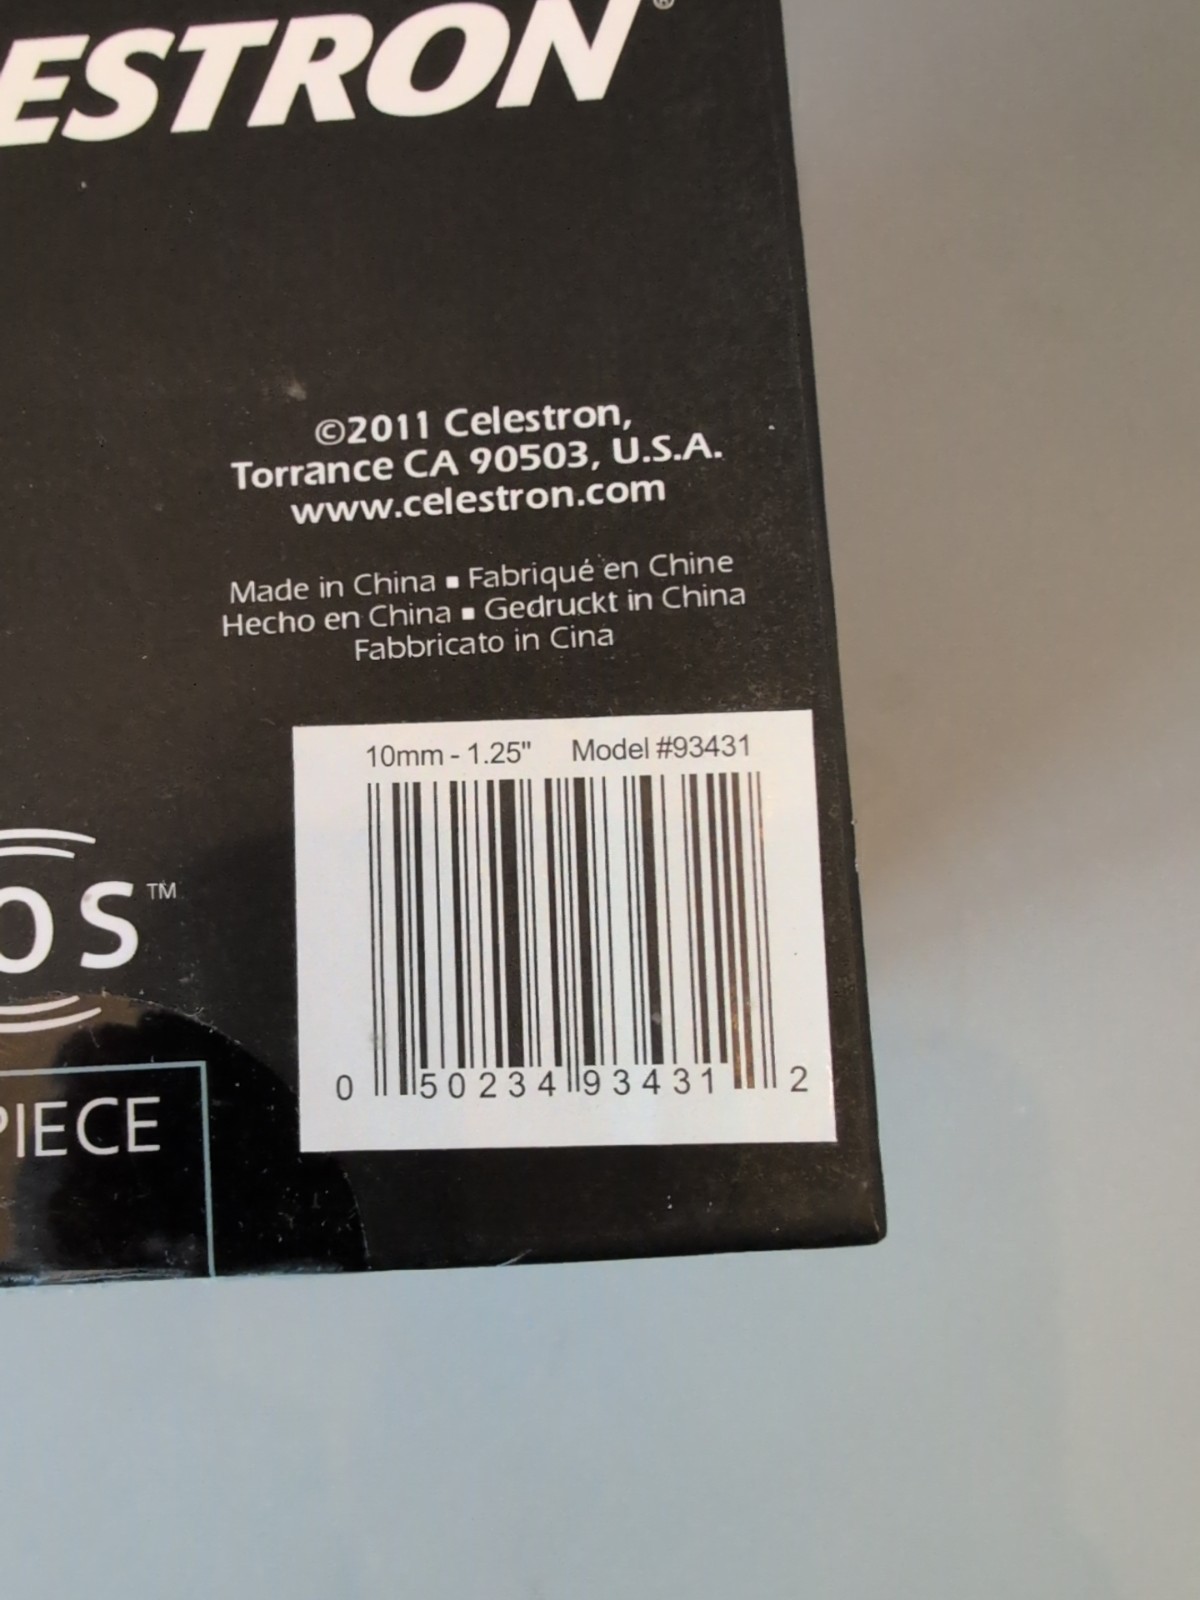 ESTRON®
©2011 Celestron,
Torrance CA 90503, U.S.A.
www.celestron.com
Made in China ▪ Fabriqué en Chine
Hecho en China ▪ Gedruckt in China
Fabbricato in Cina
10mm - 1.25" Model #93431
OS™
0 50234 93431 2
PIECE